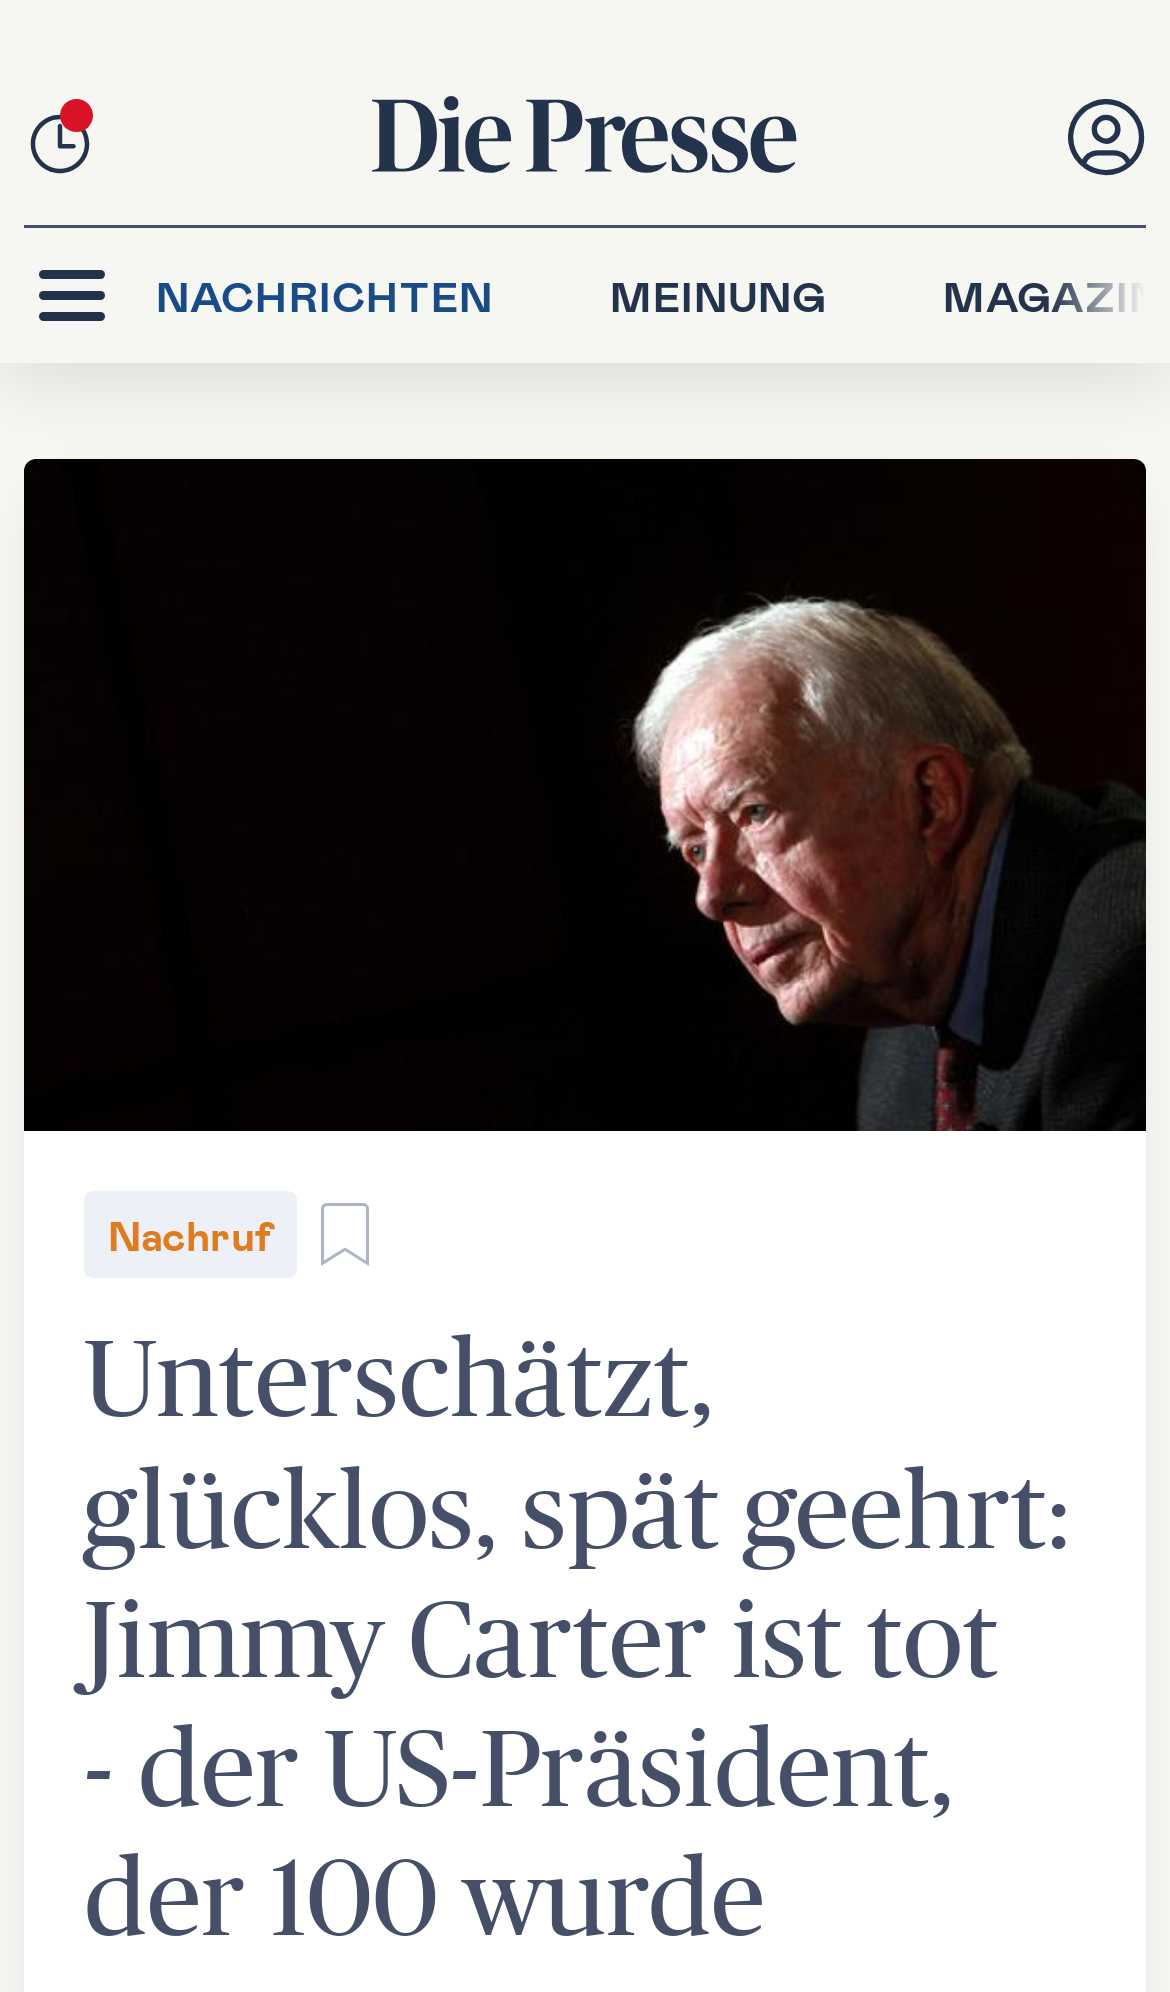 Die Presse
NACHRICHTEN MEINUNG MAGAZIN
Nachruf
Unterschätzt,
glücklos, spät geehrt:
Jimmy Carter ist tot
- der US-Präsident,
der 100 wurde